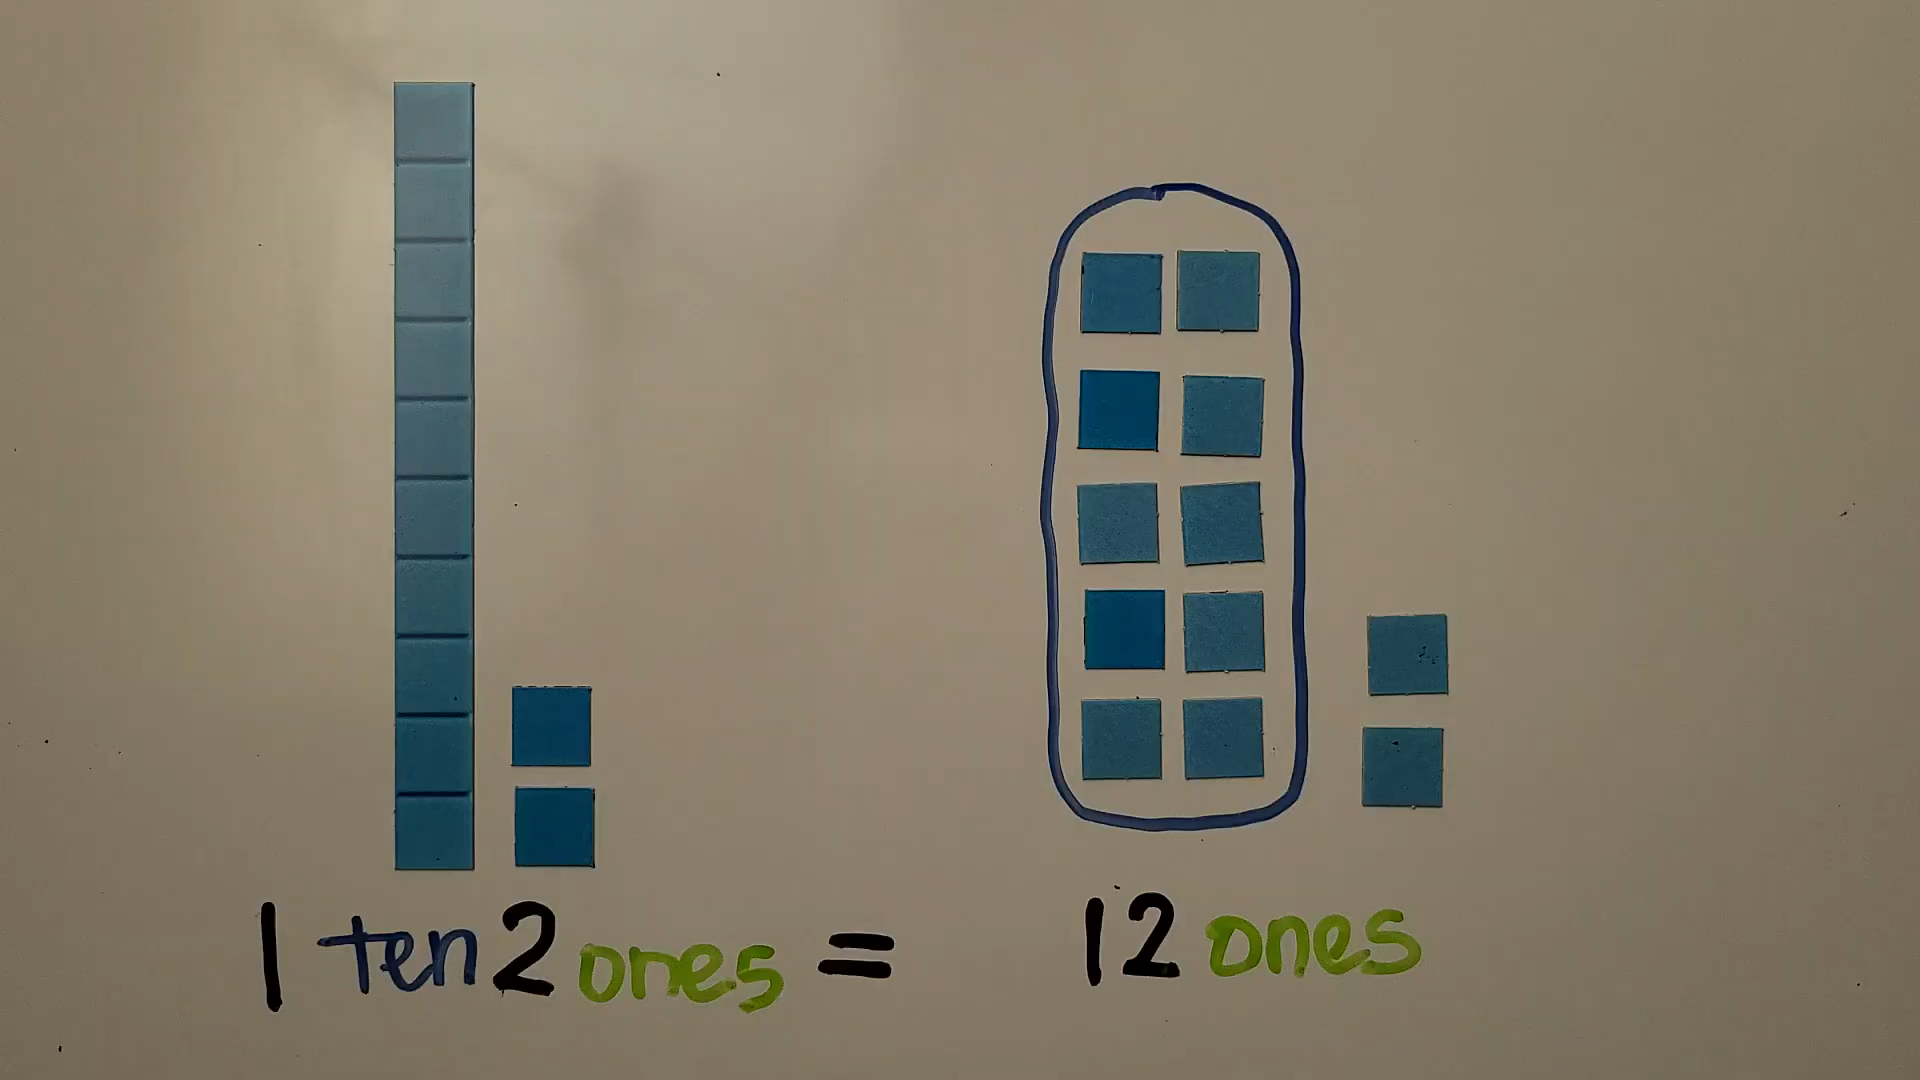 1 ten 2 ones = 12 ones